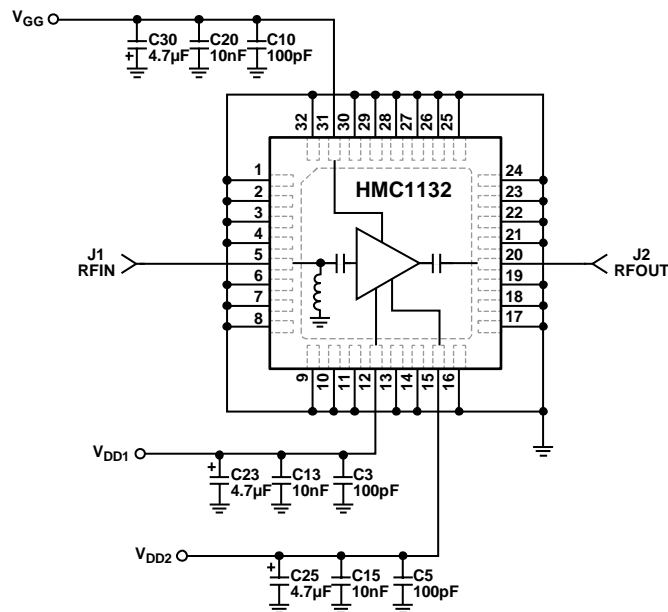 VGG
C30
4.7µF
+
C20
10nF
C10
100pF
32 31 30 29 28 27 26 25
HMC1132
1
2
3
4
5
6
7
8
24
23
22
21
20
19
18
17
J1
RFIN
J2
RFOUT
9 10 11 12 13 14 15 16
VDD1
+
C23
4.7µF
C13
10nF
C3
100pF
VDD2
+
C25
4.7µF
C15
10nF
C5
100pF